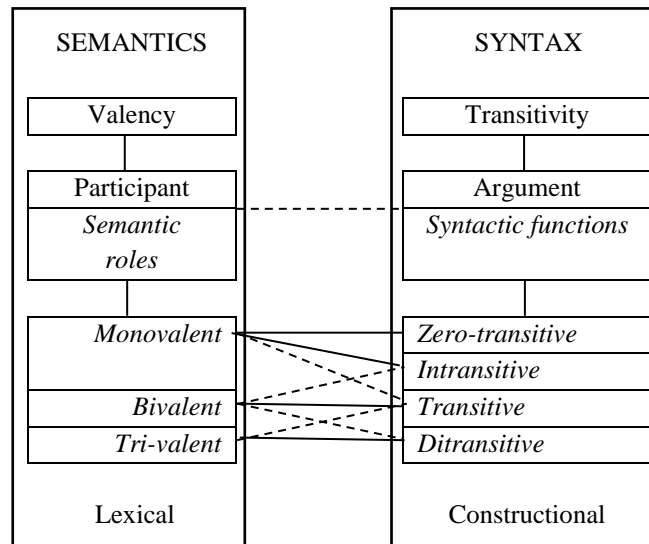 SEMANTICS
Valency
Participant
Semantic
roles
Monovalent
Bivalent
Tri-valent
Lexical
SYNTAX
Transitivity
Argument
Syntactic functions
Zero-transitive
Intransitive
Transitive
Ditransitive
Constructional